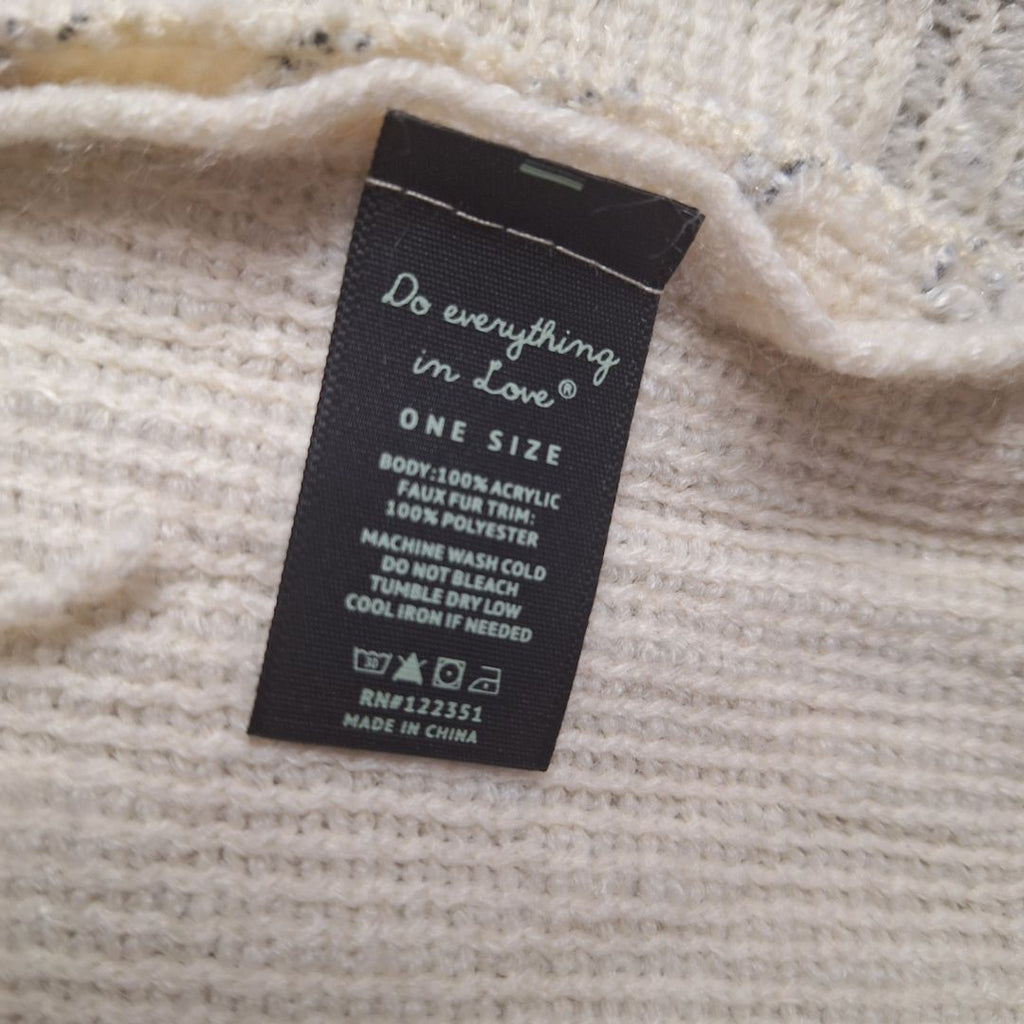 Do everything
in Love®
ONE SIZE
BODY:100% ACRYLIC
FAUX FUR TRIM:
100% POLYESTER
MACHINE WASH COLD
DO NOT BLEACH
TUMBLE DRY LOW
COOL IRON IF NEEDED
30
RN#122351
MADE IN CHINA